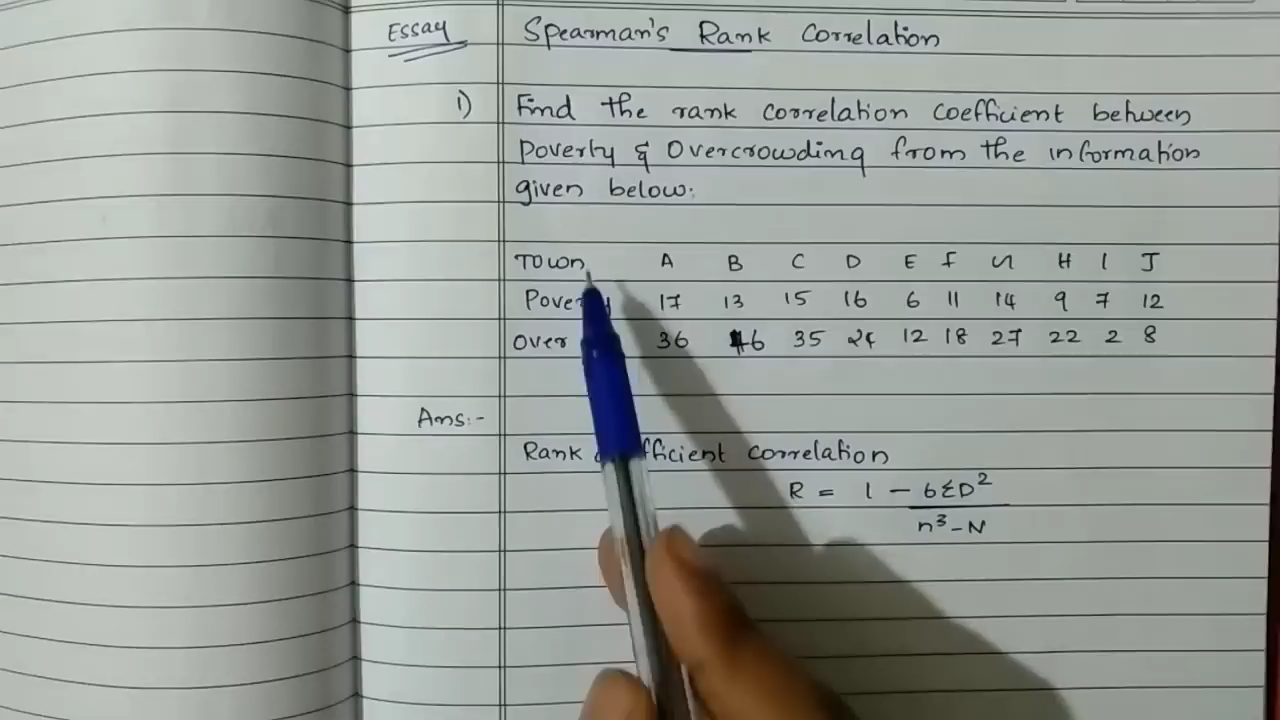 Essay
Spearman's Rank Correlation
1) Find the rank correlation coefficient between
Poverty & Overcrowding from the information
given below:
Town A B C D E F G H I J
17 13 15 16 6 11 14 9 7 12
Over 36 46 35 24 12 18 27 22 2 8
Ans:-
Rank correlation
R = 1 - 6ΣD²
n³-N